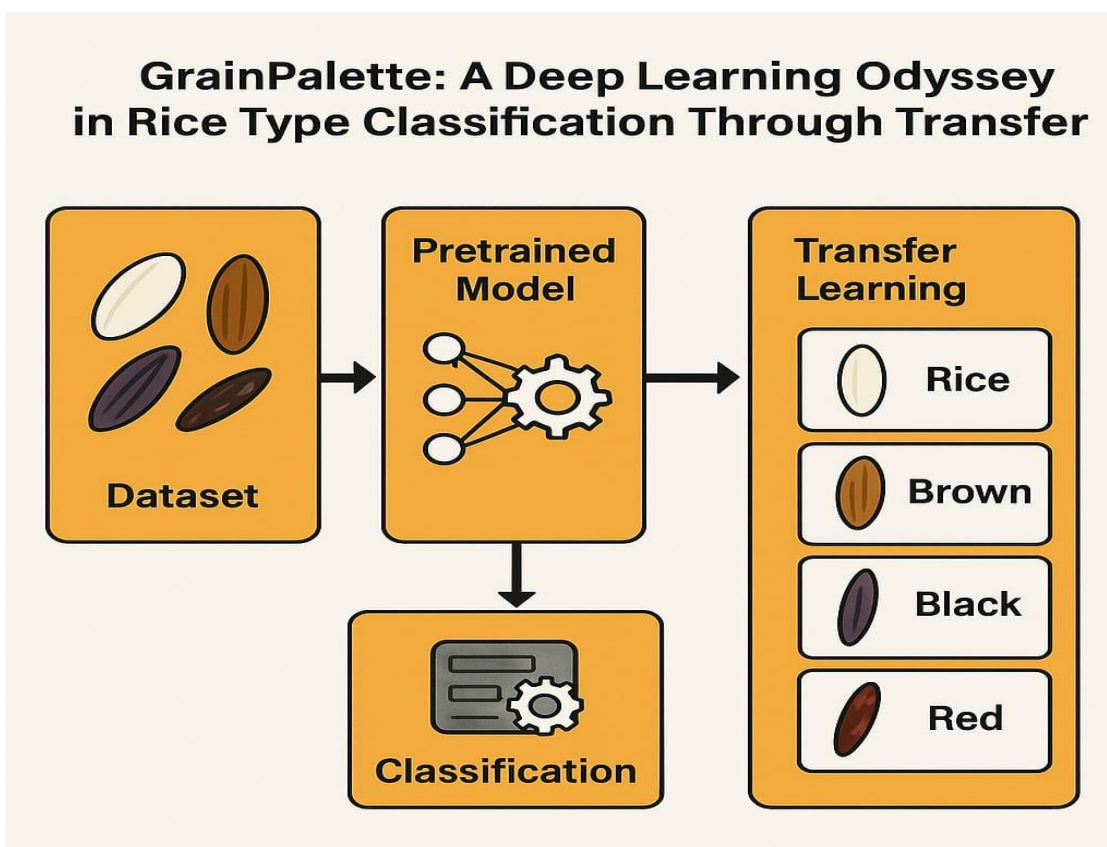 GrainPalette: A Deep Learning Odyssey
in Rice Type Classification Through Transfer
Dataset
Pretrained
Model
Classification
Transfer
Learning
Rice
Brown
Black
Red